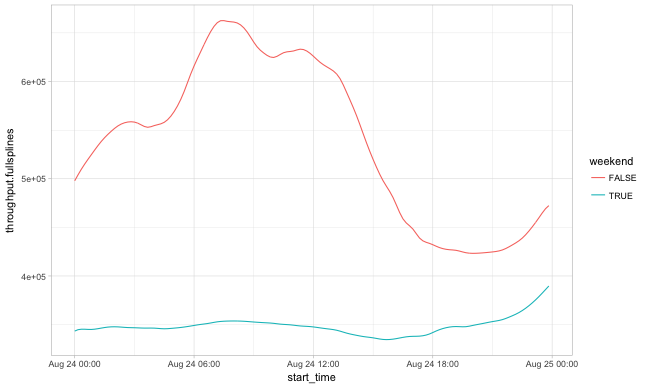 throughput.fullsplines
6e+05
5e+05
4e+05
Aug 24 00:00 Aug 24 06:00 Aug 24 12:00 Aug 24 18:00 Aug 25 00:00
start_time
weekend
FALSE
TRUE